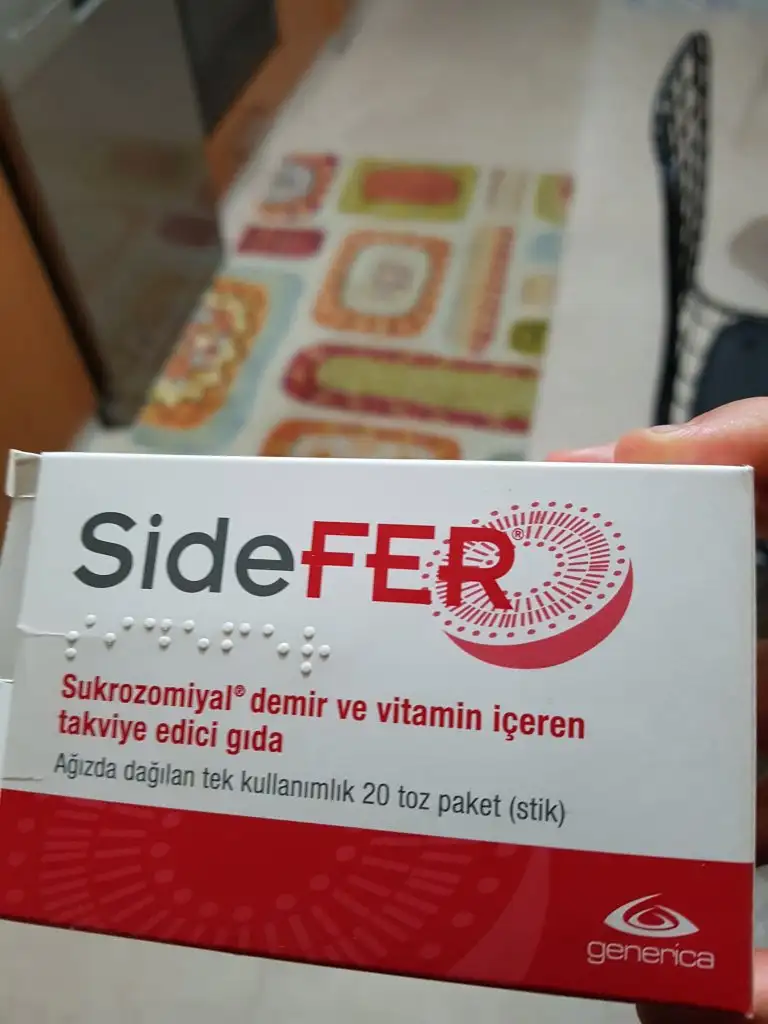 SideFER®
Sukrozomiyal® demir ve vitamin içeren
takviye edici gıda
Ağızda dağılan tek kullanımlık 20 toz paket (stik)
generica